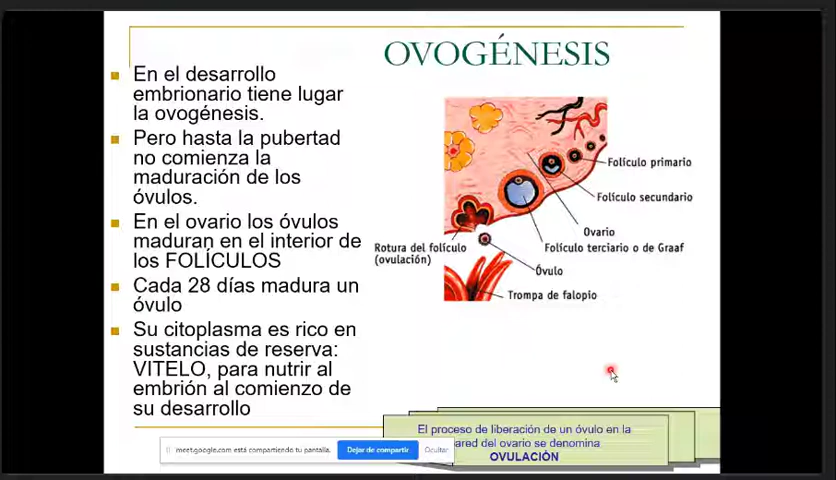 OVOGÉNESIS
En el desarrollo
embrionario tiene lugar
la ovogénesis.
Pero hasta la pubertad
no comienza la
maduración de los
óvulos.
En el ovario los óvulos
maduran en el interior de
los FOLÍCULOS
Cada 28 días madura un
óvulo
Su citoplasma es rico en
sustancias de reserva:
VITELO, para nutrir al
embrión al comienzo de
su desarrollo
Folículo primario
Folículo secundario
Ovario
Folículo terciario o de Graaf
Rotura del folículo
(ovulación)
Óvulo
Trompa de falopio
El proceso de liberación de un óvulo en la
ared del ovario se denomina
OVULACIÓN
meet.google.com está compartiendo tu pantalla.
Dejar de compartir
Ocultar